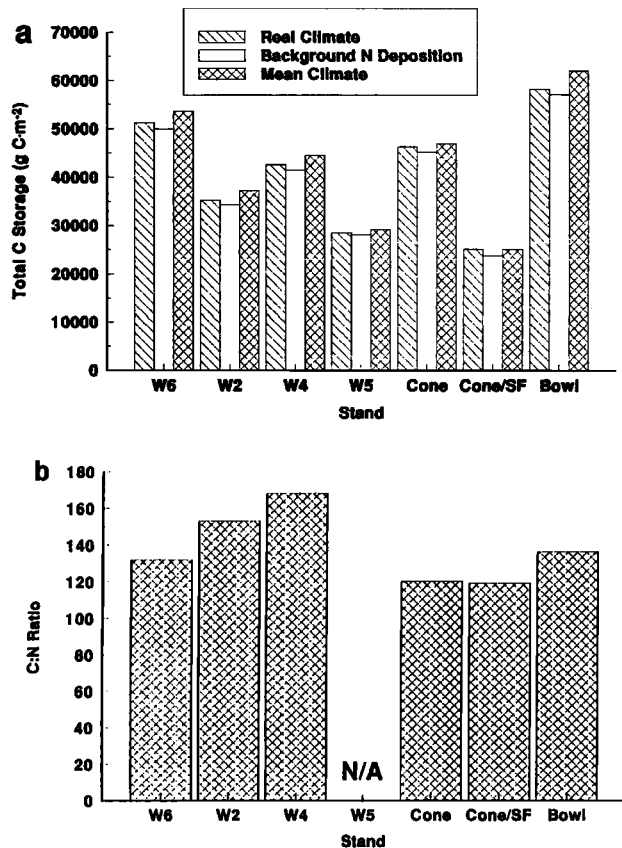 a
Real Climate
Background N Deposition
Mean Climate
Total C Storage (g C·m-2)
70000
60000
50000
40000
30000
20000
10000
0
W6 W2 W4 W5 Cone Cone/SF Bowl
Stand
b
C:N Ratio
180
160
140
120
100
80
60
40
20
0
N/A
W6 W2 W4 W5 Cone Cone/SF Bowl
Stand